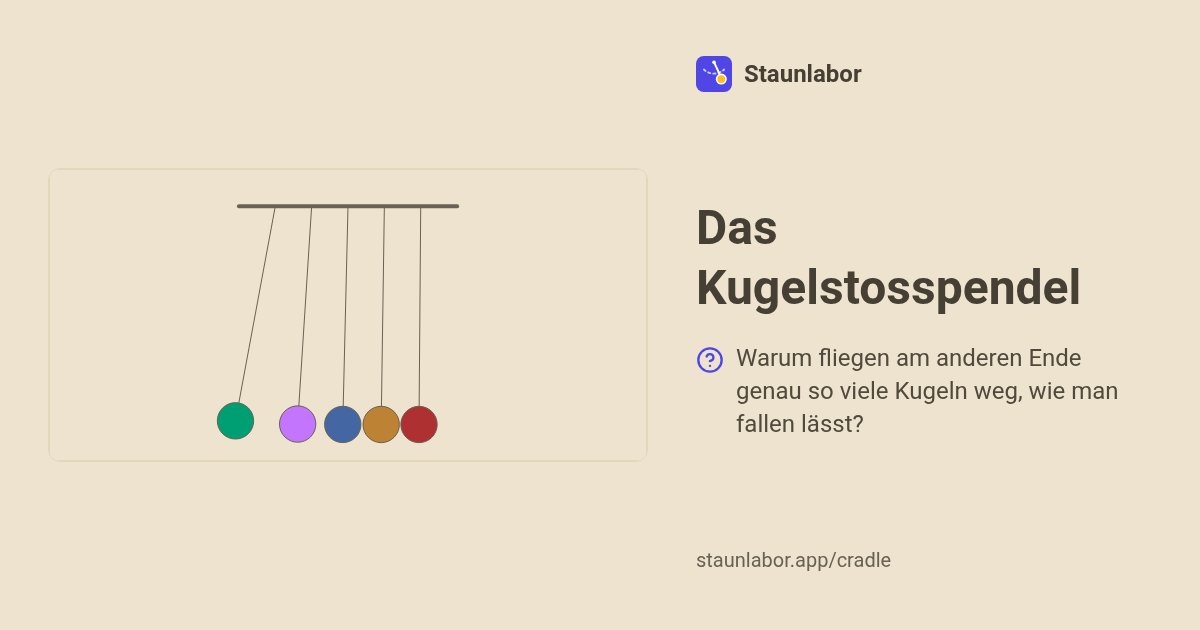 Staunlabor
Das
Kugelstosspendel
Warum fliegen am anderen Ende
genau so viele Kugeln weg, wie man
fallen lässt?
staunlabor.app/cradle